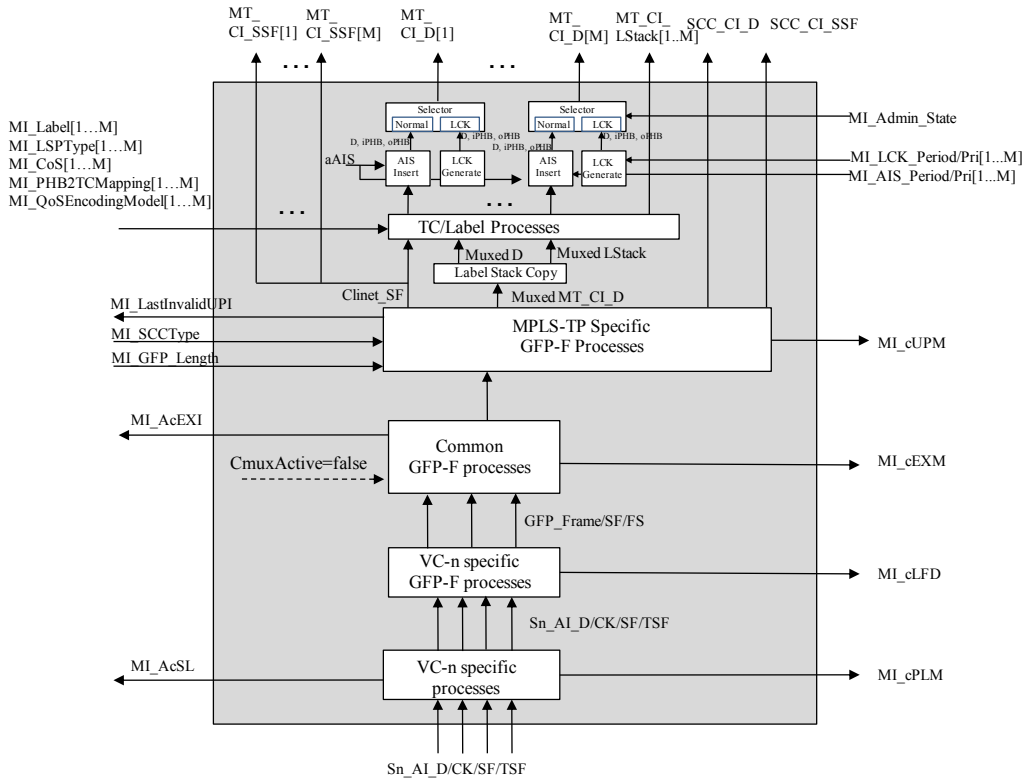 MT_ CI_SSF[1]
MT_ CI_SSF[M]
MT_ CI_D[1]
MT_ CI_D[M]
MT_CI_ LStack[1..M]
SCC_CI_D
SCC_CI_SSF
. . .
. . .
Selector
Normal
LCK
Selector
Normal
LCK
MI_Admin_State
MI_Label[1…M]
MI_LSPType[1…M]
MI_CoS[1…M]
MI_PHB2TCMapping[1…M]
MI_QoSEncodingModel[1…M]
D, iPHB, oPHB
D, iPHB, oPHB
D, iPHB, oPHB
D, iPHB, oPHB
aAIS
AIS Insert
LCK Generate
AIS Insert
LCK Generate
MI_LCK_Period/Pri[1...M]
MI_AIS_Period/Pri[1...M]
. . .
. . .
TC/Label Processes
Muxed D
Muxed LStack
Label Stack Copy
Clinet_SF
Muxed MT_CI_D
MI_LastInvalidUPI
MI_SCCType
MI_GFP_Length
MPLS-TP Specific
GFP-F Processes
MI_cUPM
MI_AcEXI
Common
GFP-F processes
CmuxActive=false
MI_cEXM
GFP_Frame/SF/FS
VC-n specific
GFP-F processes
MI_cLFD
Sn_AI_D/CK/SF/TSF
MI_AcSL
VC-n specific
processes
MI_cPLM
Sn_AI_D/CK/SF/TSF